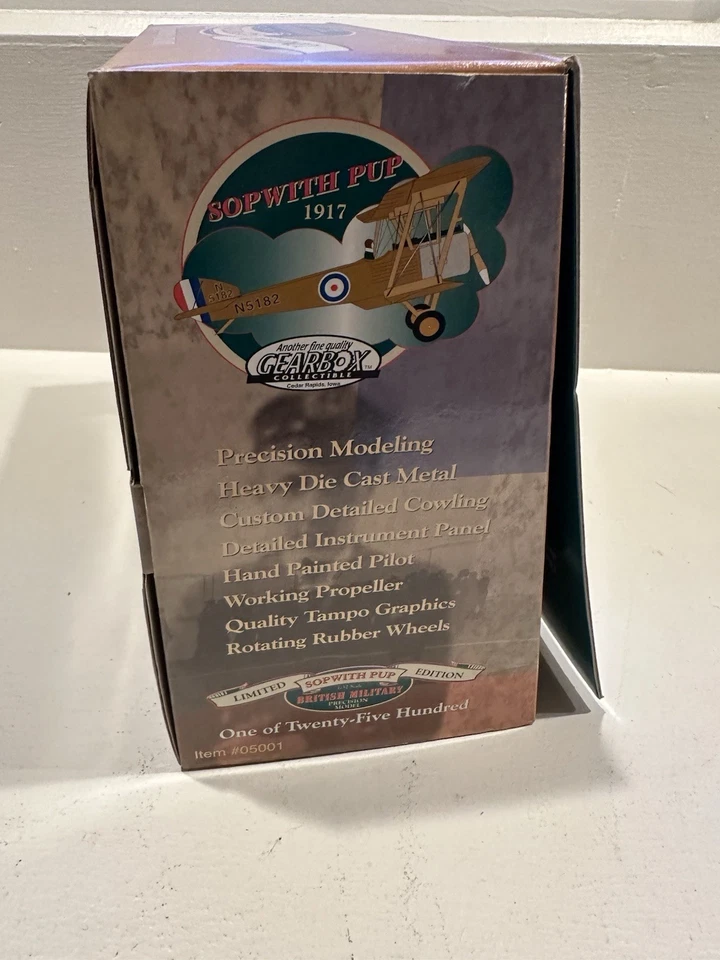 SOPWITH PUP
1917
N
5182
N5182
Another fine quality
GEARBOX™
COLLECTIBLE
Cedar Rapids, Iowa
Precision Modeling
Heavy Die Cast Metal
Custom Detailed Cowling
Detailed Instrument Panel
Hand Painted Pilot
Working Propeller
Quality Tampo Graphics
Rotating Rubber Wheels
LIMITED SOPWITH PUP EDITION
BRITISH MILITARY
PRECISION
MODEL
One of Twenty-Five Hundred
Item #05001